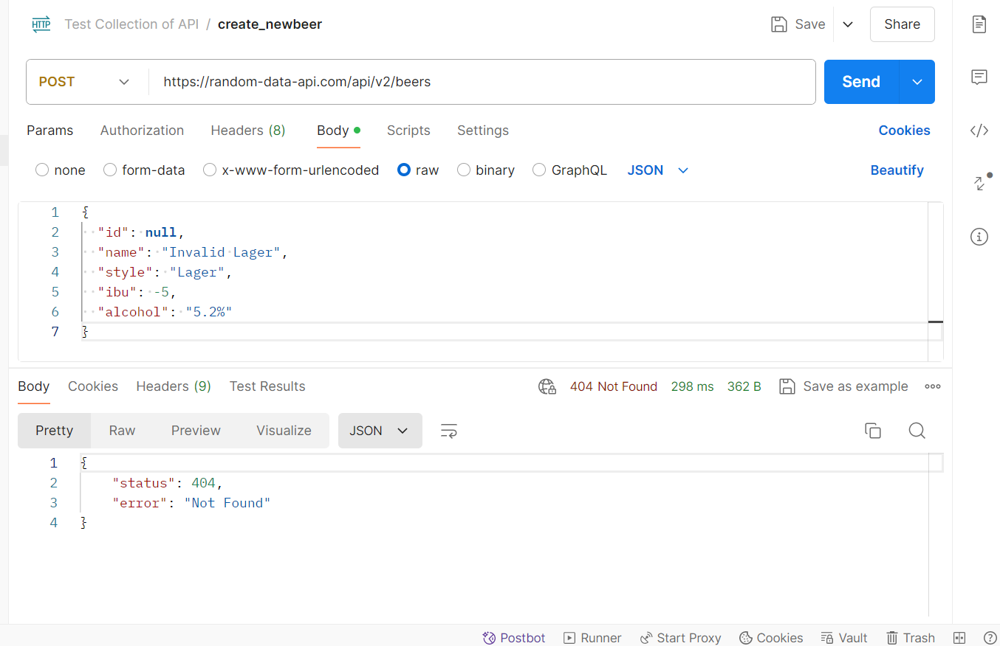 HTTP Test Collection of API / create_newbeer Save Share
POST https://random-data-api.com/api/v2/beers Send
Params Authorization Headers (8) Body Scripts Settings Cookies
none form-data x-www-form-urlencoded raw binary GraphQL JSON Beautify
1 {
2 "id": null,
3 "name": "Invalid Lager",
4 "style": "Lager",
5 "ibu": -5,
6 "alcohol": "5.2%"
7 }
Body Cookies Headers (9) Test Results 404 Not Found 298 ms 362 B Save as example
Pretty Raw Preview Visualize JSON
1 {
2 "status": 404,
3 "error": "Not Found"
4 }
Postbot Runner Start Proxy Cookies Vault Trash